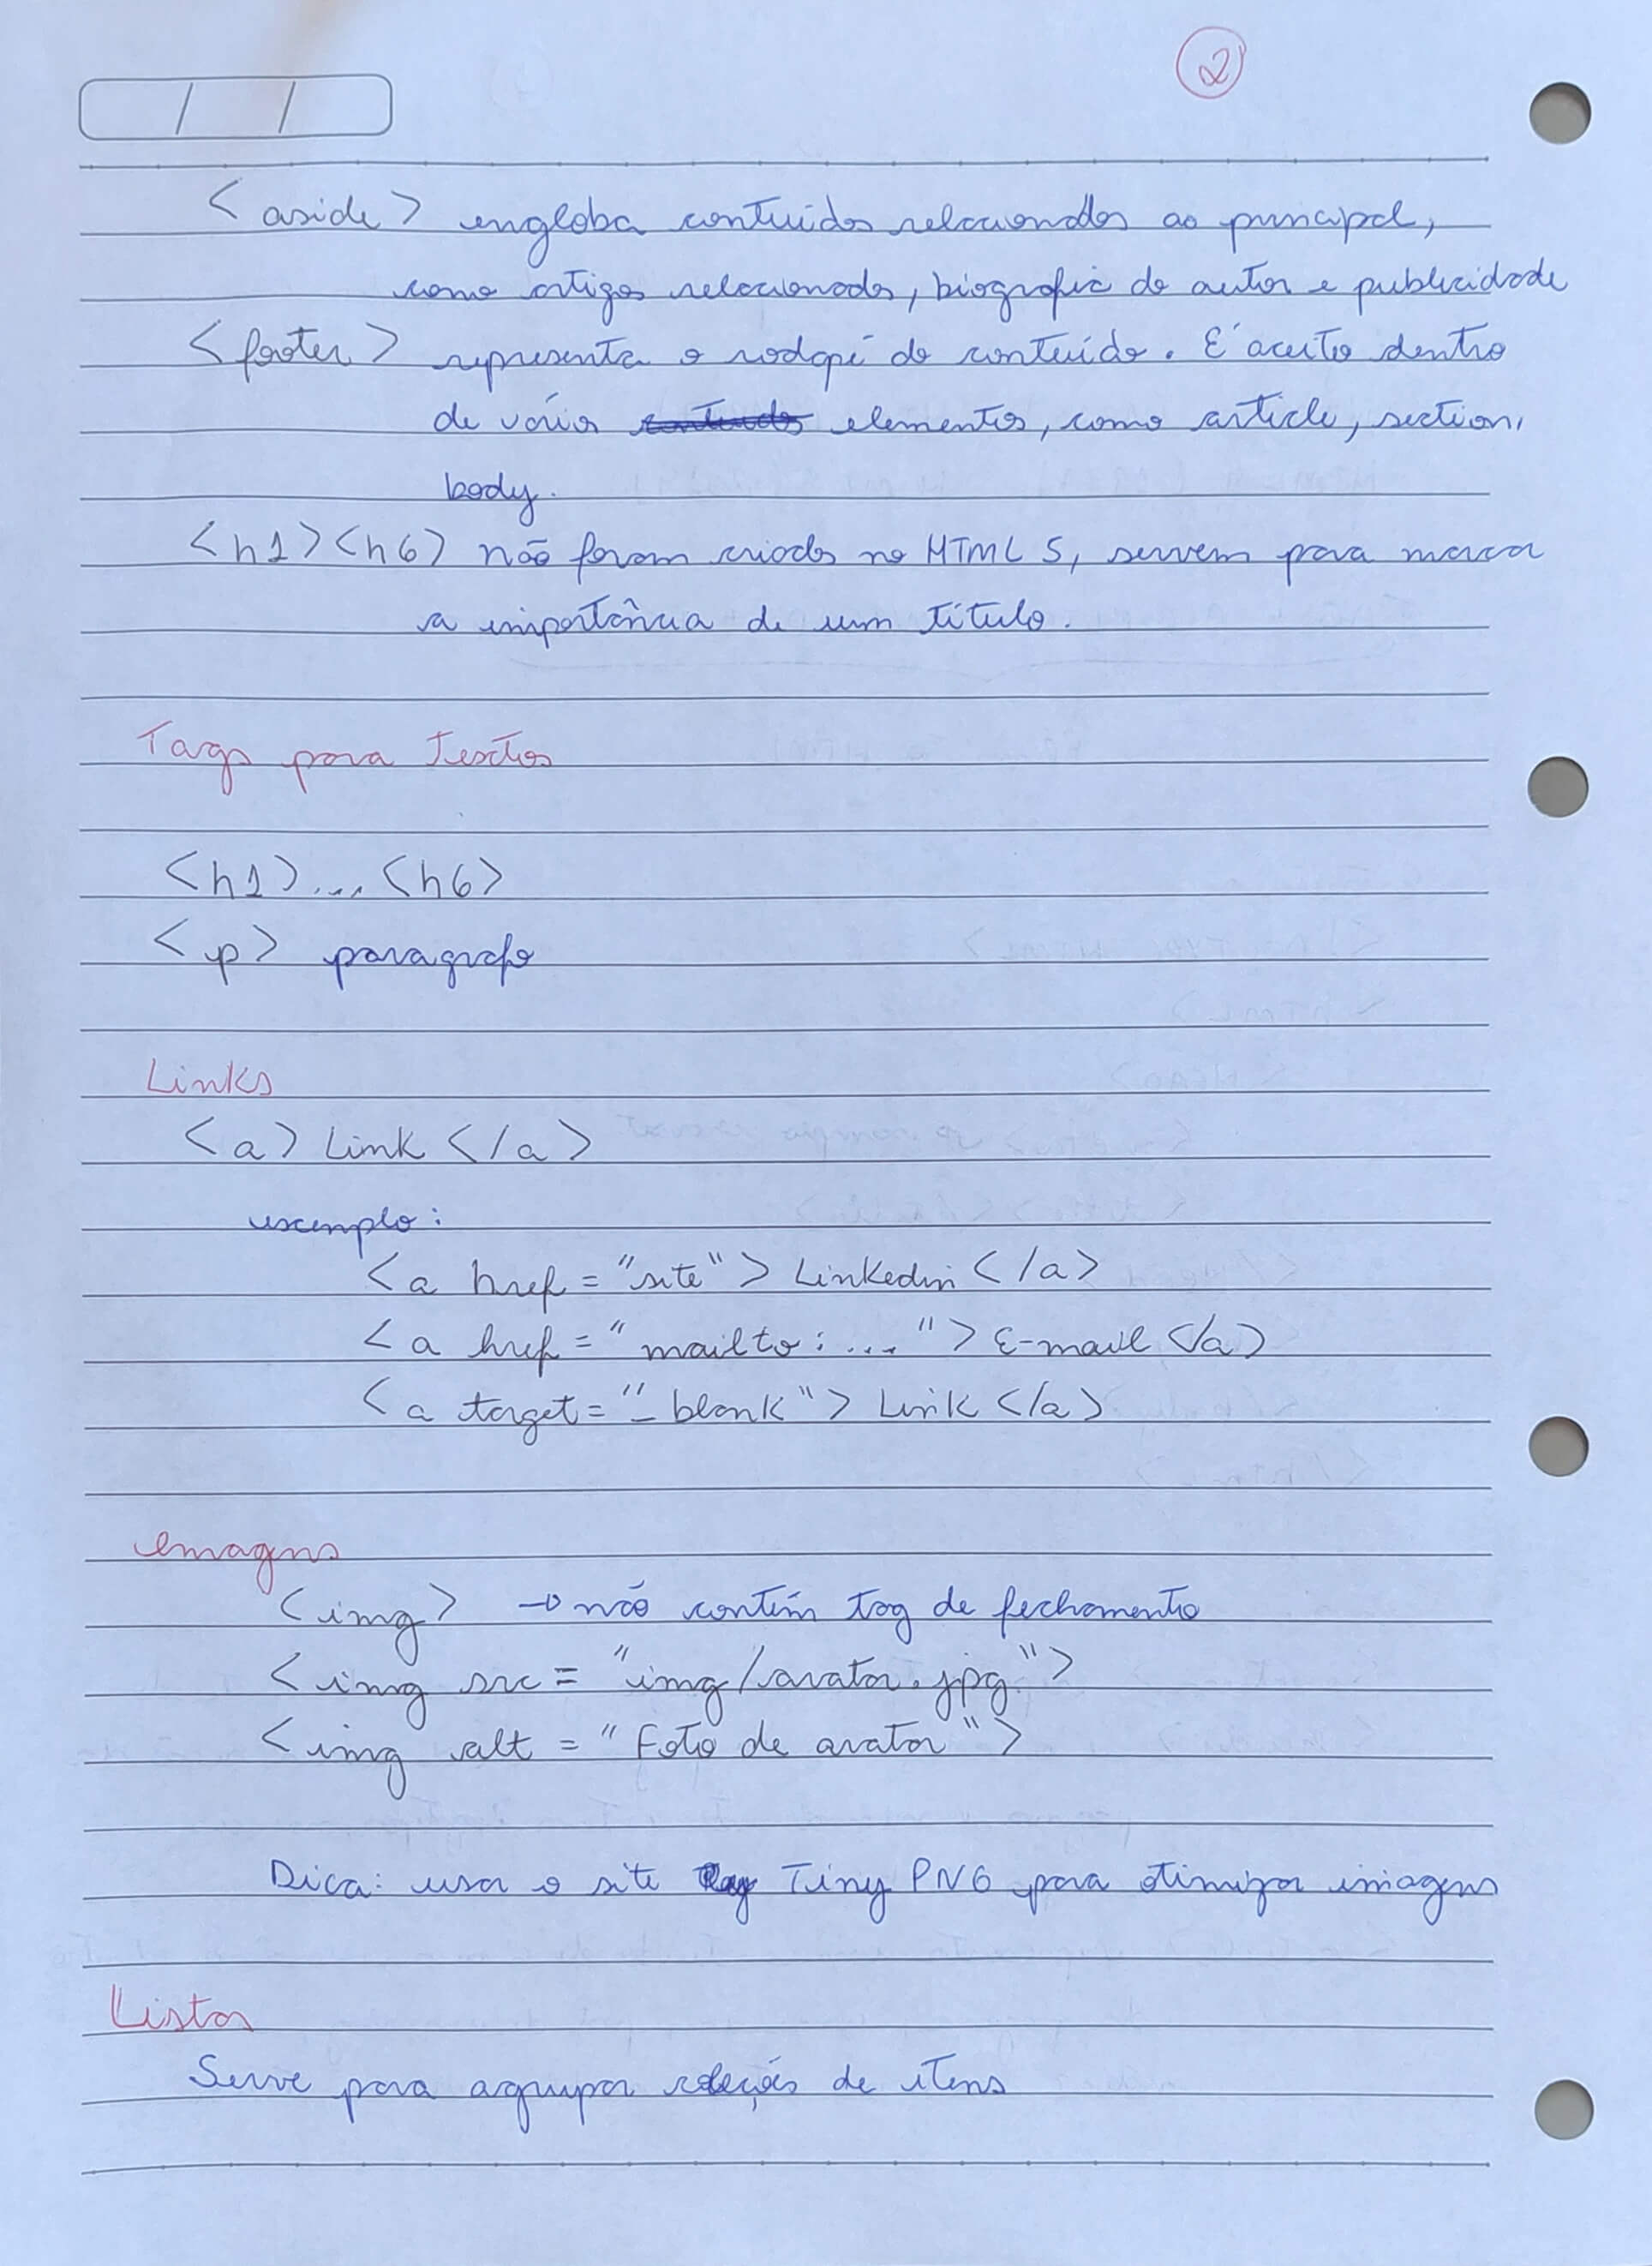 2
/ /
<aside> engloba conteúdos relacionados ao principal,
como artigos relacionados, biografia do autor e publicidade
<footer> representa o rodapé do conteúdo. É aceito dentro
de vários elementos, como article, section,
body.
<h1><h6> não foram criados no HTML 5, servem para marcar
a importância de um título.
Tags para Textos
<h1>...<h6>
<p> paragrafo
Links
<a> Link </a>
exemplo:
<a href = "site"> Linkedin </a>
<a href = "mailto: ..."> E-mail </a>
<a target = "_blank"> Link </a>
Imagens
<img> → não contém tag de fechamento
<img src = "img/avatar.jpg">
<img alt = "Foto de avatar">
Dica: usar o site Tiny PNG para otimizar imagens
Listas
Serve para agrupar coleções de itens